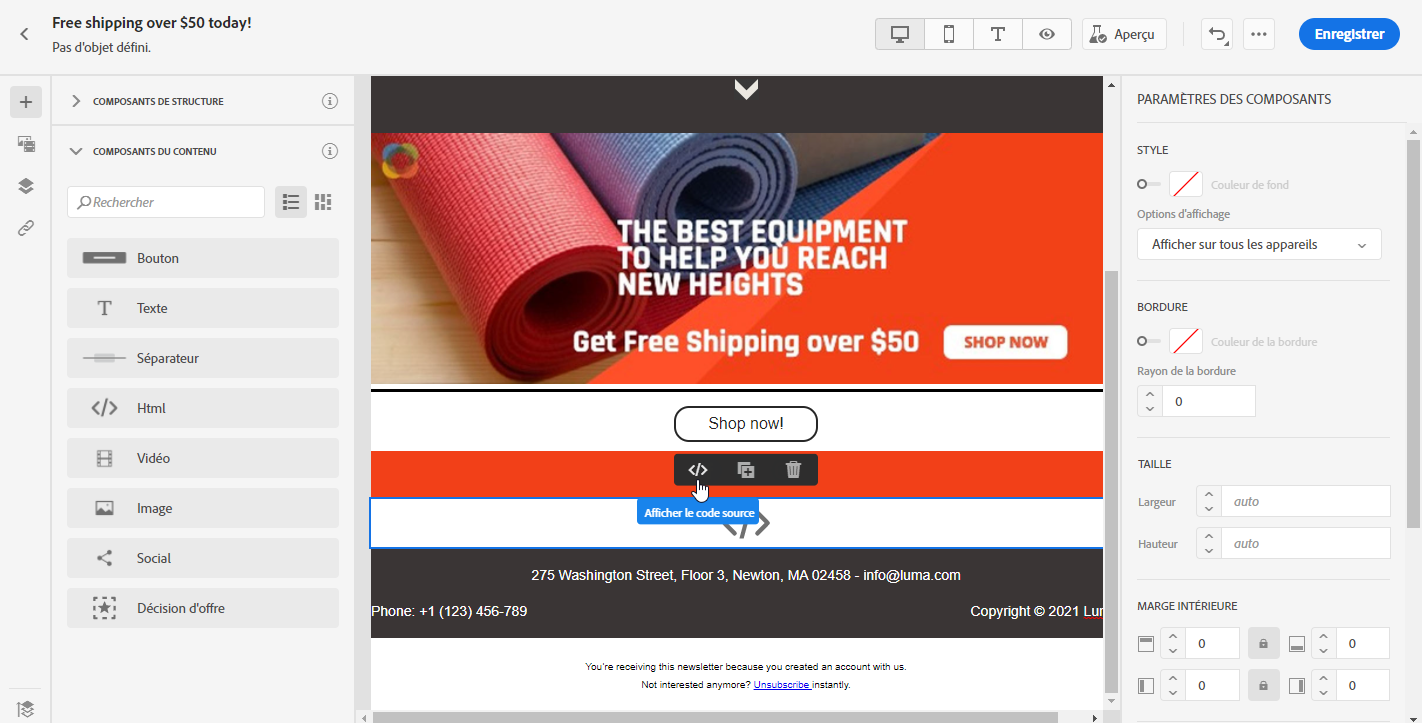 Free shipping over $50 today!
Pas d'objet défini.
Aperçu
Enregistrer
COMPOSANTS DE STRUCTURE
COMPOSANTS DU CONTENU
Rechercher
Bouton
Texte
Séparateur
Html
Vidéo
Image
Social
Décision d'offre
THE BEST EQUIPMENT
TO HELP YOU REACH
NEW HEIGHTS
Get Free Shipping over $50
SHOP NOW
Shop now!
Afficher le code source
275 Washington Street, Floor 3, Newton, MA 02458 - info@luma.com
Phone: +1 (123) 456-789
Copyright © 2021 Lum
You're receiving this newsletter because you created an account with us.
Not interested anymore? Unsubscribe instantly.
PARAMÈTRES DES COMPOSANTS
STYLE
Couleur de fond
Options d'affichage
Afficher sur tous les appareils
BORDURE
Couleur de la bordure
Rayon de la bordure
0
TAILLE
Largeur
auto
Hauteur
auto
MARGE INTÉRIEURE
0
0
0
0